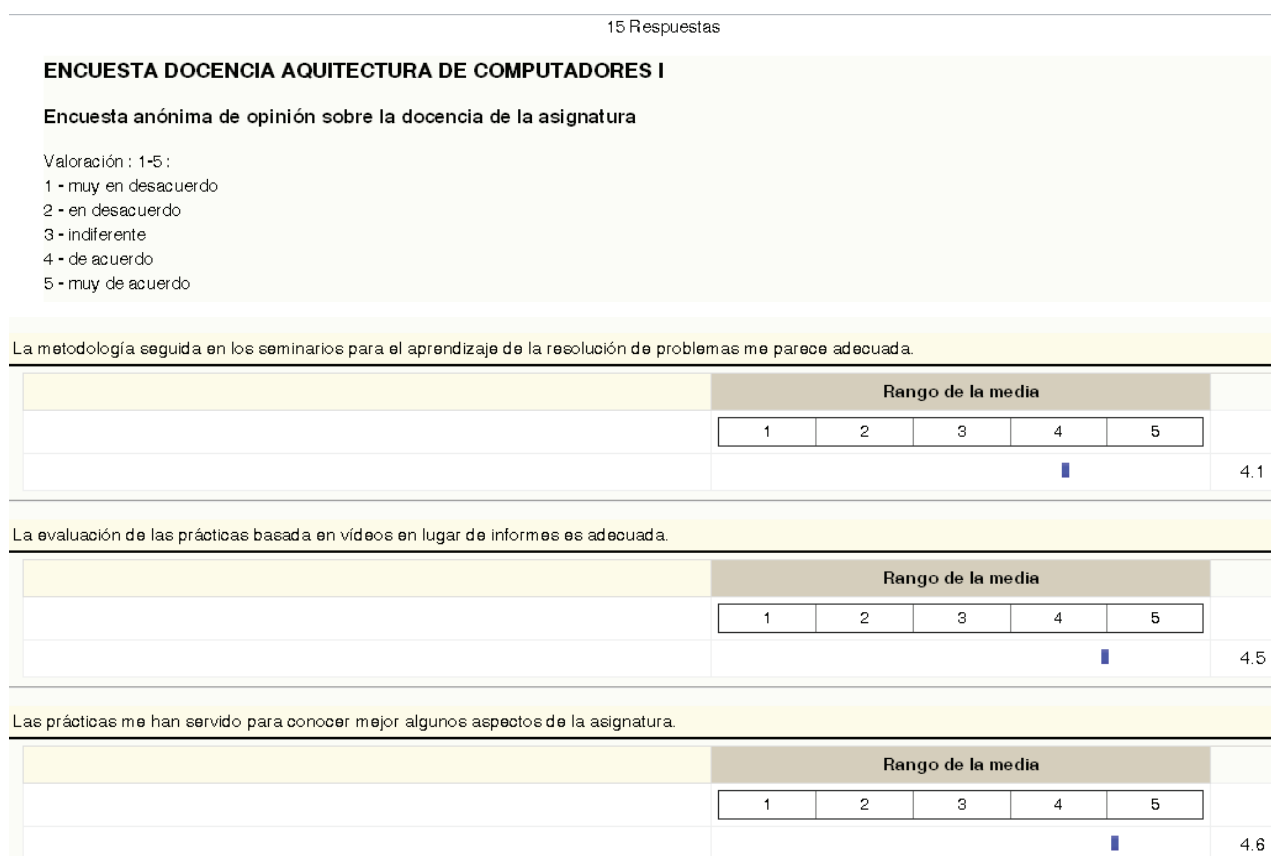 15 Respuestas
ENCUESTA DOCENCIA AQUITECTURA DE COMPUTADORES I
Encuesta anónima de opinión sobre la docencia de la asignatura
Valoración : 1-5 :
1 - muy en desacuerdo
2 - en desacuerdo
3 - indiferente
4 - de acuerdo
5 - muy de acuerdo
La metodología seguida en los seminarios para el aprendizaje de la resolución de problemas me parece adecuada.
Rango de la media
1 2 3 4 5
4.1
La evaluación de las prácticas basada en vídeos en lugar de informes es adecuada.
Rango de la media
1 2 3 4 5
4.5
Las prácticas me han servido para conocer mejor algunos aspectos de la asignatura.
Rango de la media
1 2 3 4 5
4.6